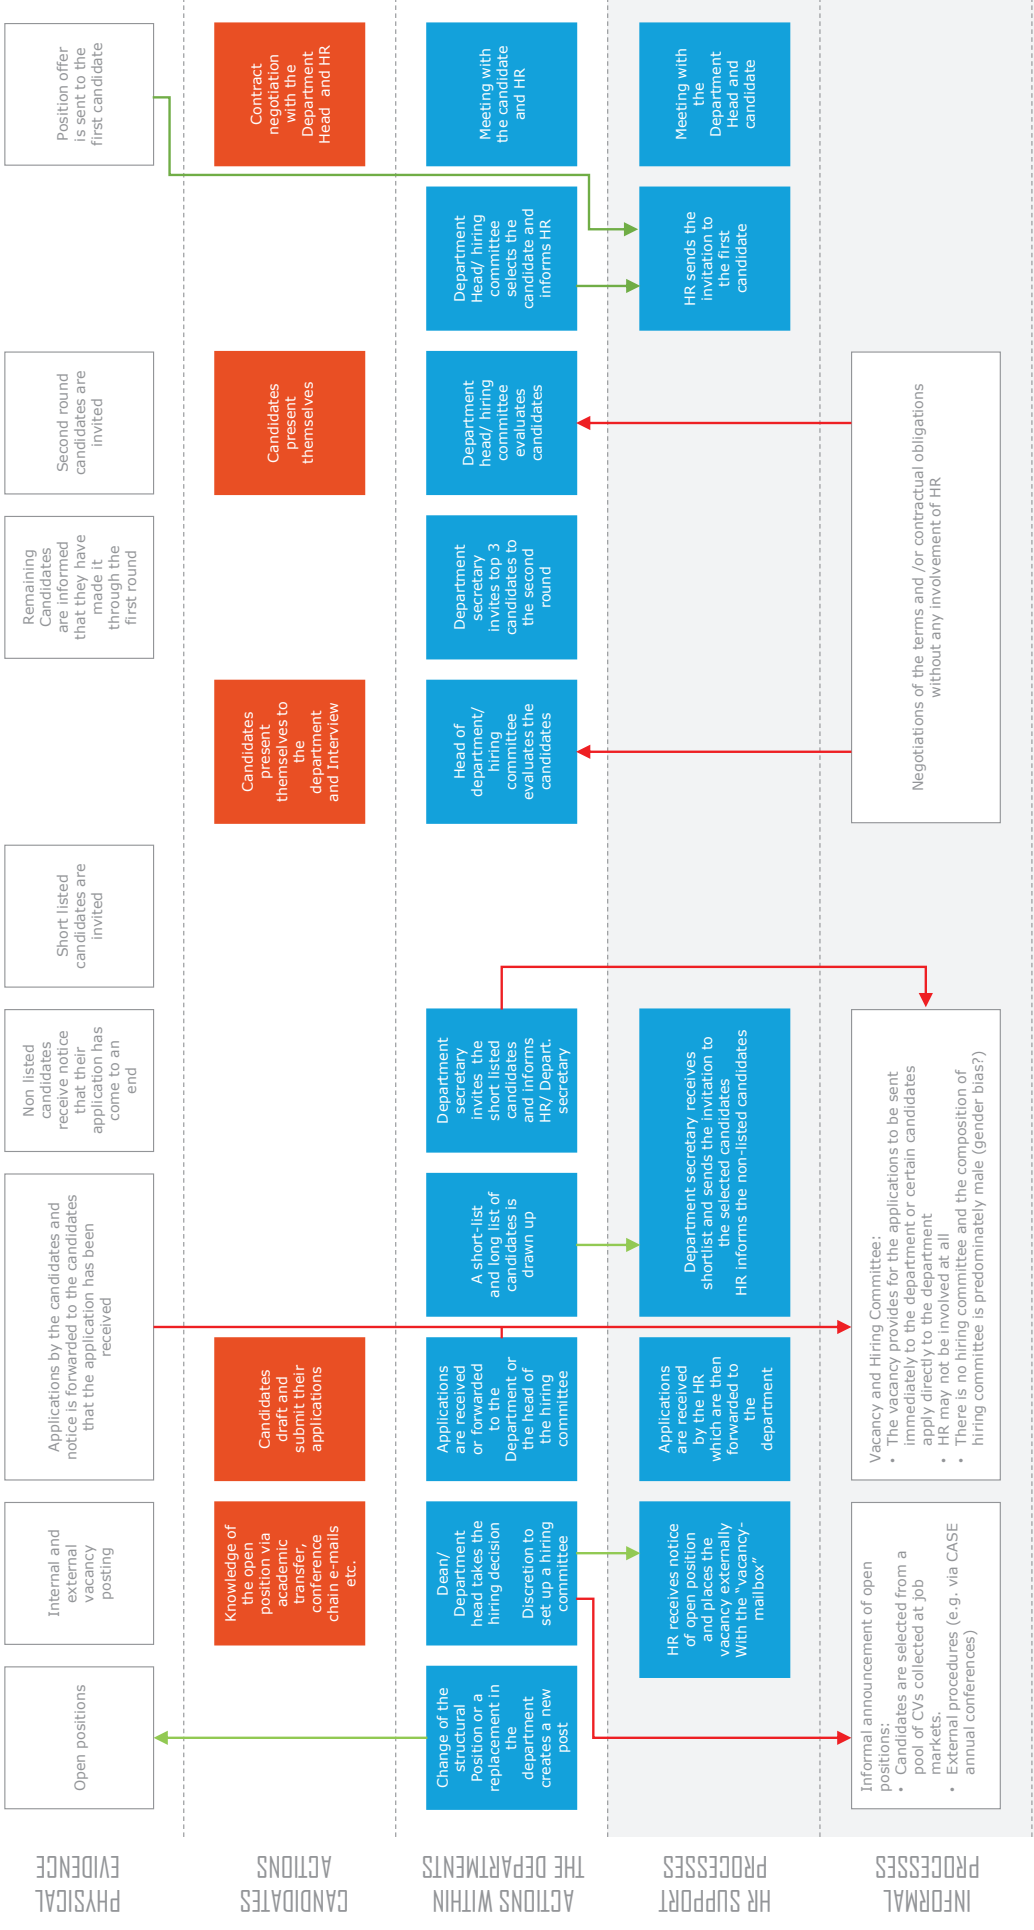 PHYSICAL
EVIDENCE
Open positions
Internal and
external
vacancy
posting
Applications by the candidates and
notice is forwarded to the candidates
that the application has been
received
Non listed
candidates
receive notice
that their
application has
come to an
end
Short listed
candidates are
invited
Remaining
Candidates
are informed
that they have
made it
through the
first round
Second round
candidates are
invited
Position offer
is sent to the
first candidate
CANDIDATES
ACTIONS
Knowledge of
the open
position via
academic
transfer,
conference
chain e-mails
etc.
Candidates
draft and
submit their
applications
Candidates
present
themselves to
the
department
and Interview
Candidates
present
themselves
Contract
negotiation
with the
Department
Head and HR
ACTIONS WITHIN
THE DEPARTMENTS
Change of the
structural
Position or a
replacement in
the
department
creates a new
post
Dean/
Department
head takes the
hiring decision
Discretion to
set up a hiring
committee
Applications
are received
or forwarded
to the
Department or
the head of
the hiring
committee
A short-list
and long list of
candidates is
drawn up
Department
secretary
invites the
short listed
candidates
and informs
HR/ Depart.
secretary
Head of
department/
hiring
committee
evaluates the
candidates
Department
secretary
invites top 3
candidates to
the second
round
Department
head/ hiring
committee
evaluates
candidates
Department
Head/ hiring
committee
selects the
candidate and
informs HR
Meeting with
the candidate
and HR
HR SUPPORT
PROCESSES
HR receives notice
of open position
and places the
vacancy externally
With the “vacancy-
mailbox”
Applications
are received
by the HR
which are then
forwarded to
the
department
Department secretary receives
shortlist and sends the invitation to
the selected candidates
HR informs the non-listed candidates
HR sends the
invitation to
the first
candidate
Meeting with
the
Department
Head and
candidate
INFORMAL
PROCESSES
Informal announcement of open
positions:
• Candidates are selected from a
pool of CVs collected at job
markets.
• External procedures (e.g. via CASE
annual conferences)
Vacancy and Hiring Committee:
• The vacancy provides for the applications to be sent
immediately to the department or certain candidates
apply directly to the department
• HR may not be involved at all
• There is no hiring committee and the composition of
hiring committee is predominately male (gender bias?)
Negotiations of the terms and /or contractual obligations
without any involvement of HR